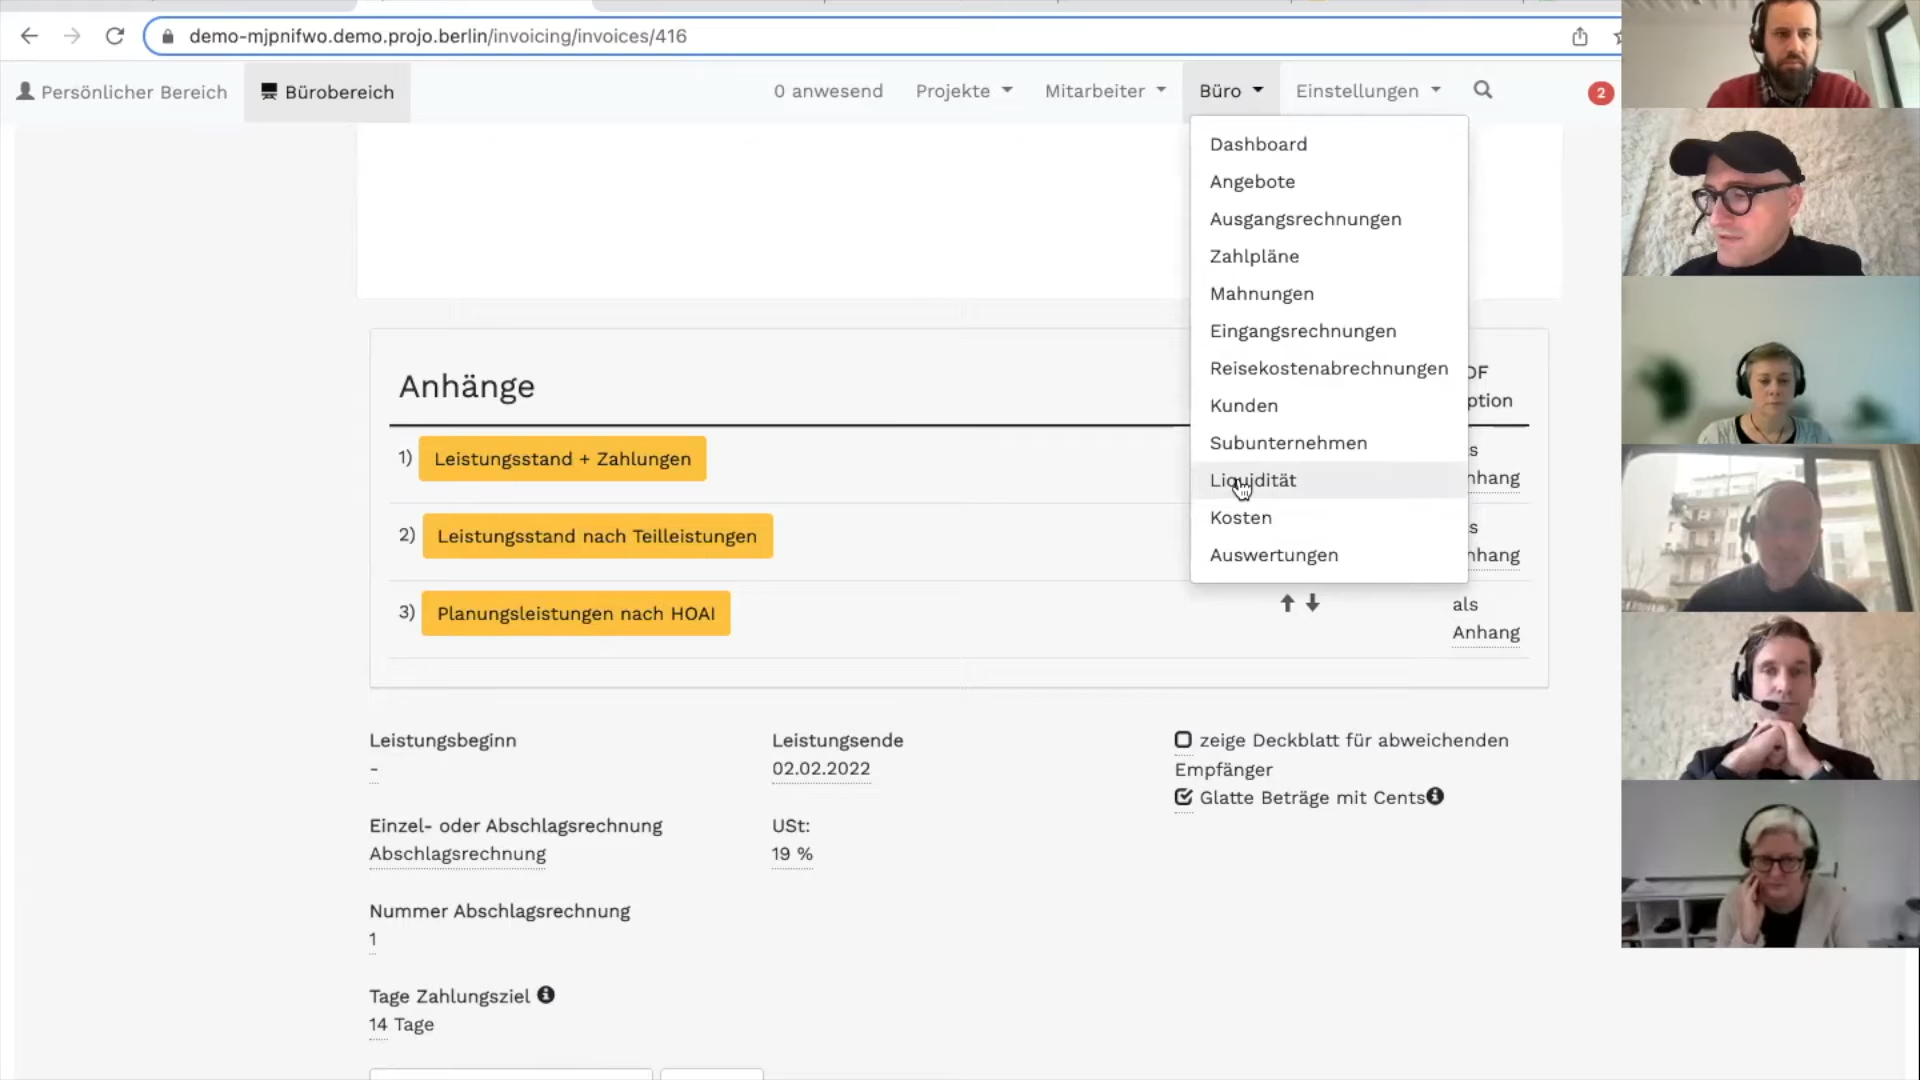 demo-mjpnifwo.demo.projo.berlin/invoicing/invoices/416
Persönlicher Bereich
Bürobereich
0 anwesend
Projekte
Mitarbeiter
Büro
Einstellungen
2
Dashboard
Angebote
Ausgangsrechnungen
Zahlpläne
Mahnungen
Eingangsrechnungen
Reisekostenabrechnungen
Kunden
Subunternehmen
Liquidität
Kosten
Auswertungen
Anhänge
1) Leistungsstand + Zahlungen
2) Leistungsstand nach Teilleistungen
3) Planungsleistungen nach HOAI
als
Anhang
Leistungsbeginn
-
Leistungsende
02.02.2022
zeige Deckblatt für abweichenden
Empfänger
Glatte Beträge mit Cents
Einzel- oder Abschlagsrechnung
Abschlagsrechnung
USt:
19 %
Nummer Abschlagsrechnung
1
Tage Zahlungsziel
14 Tage